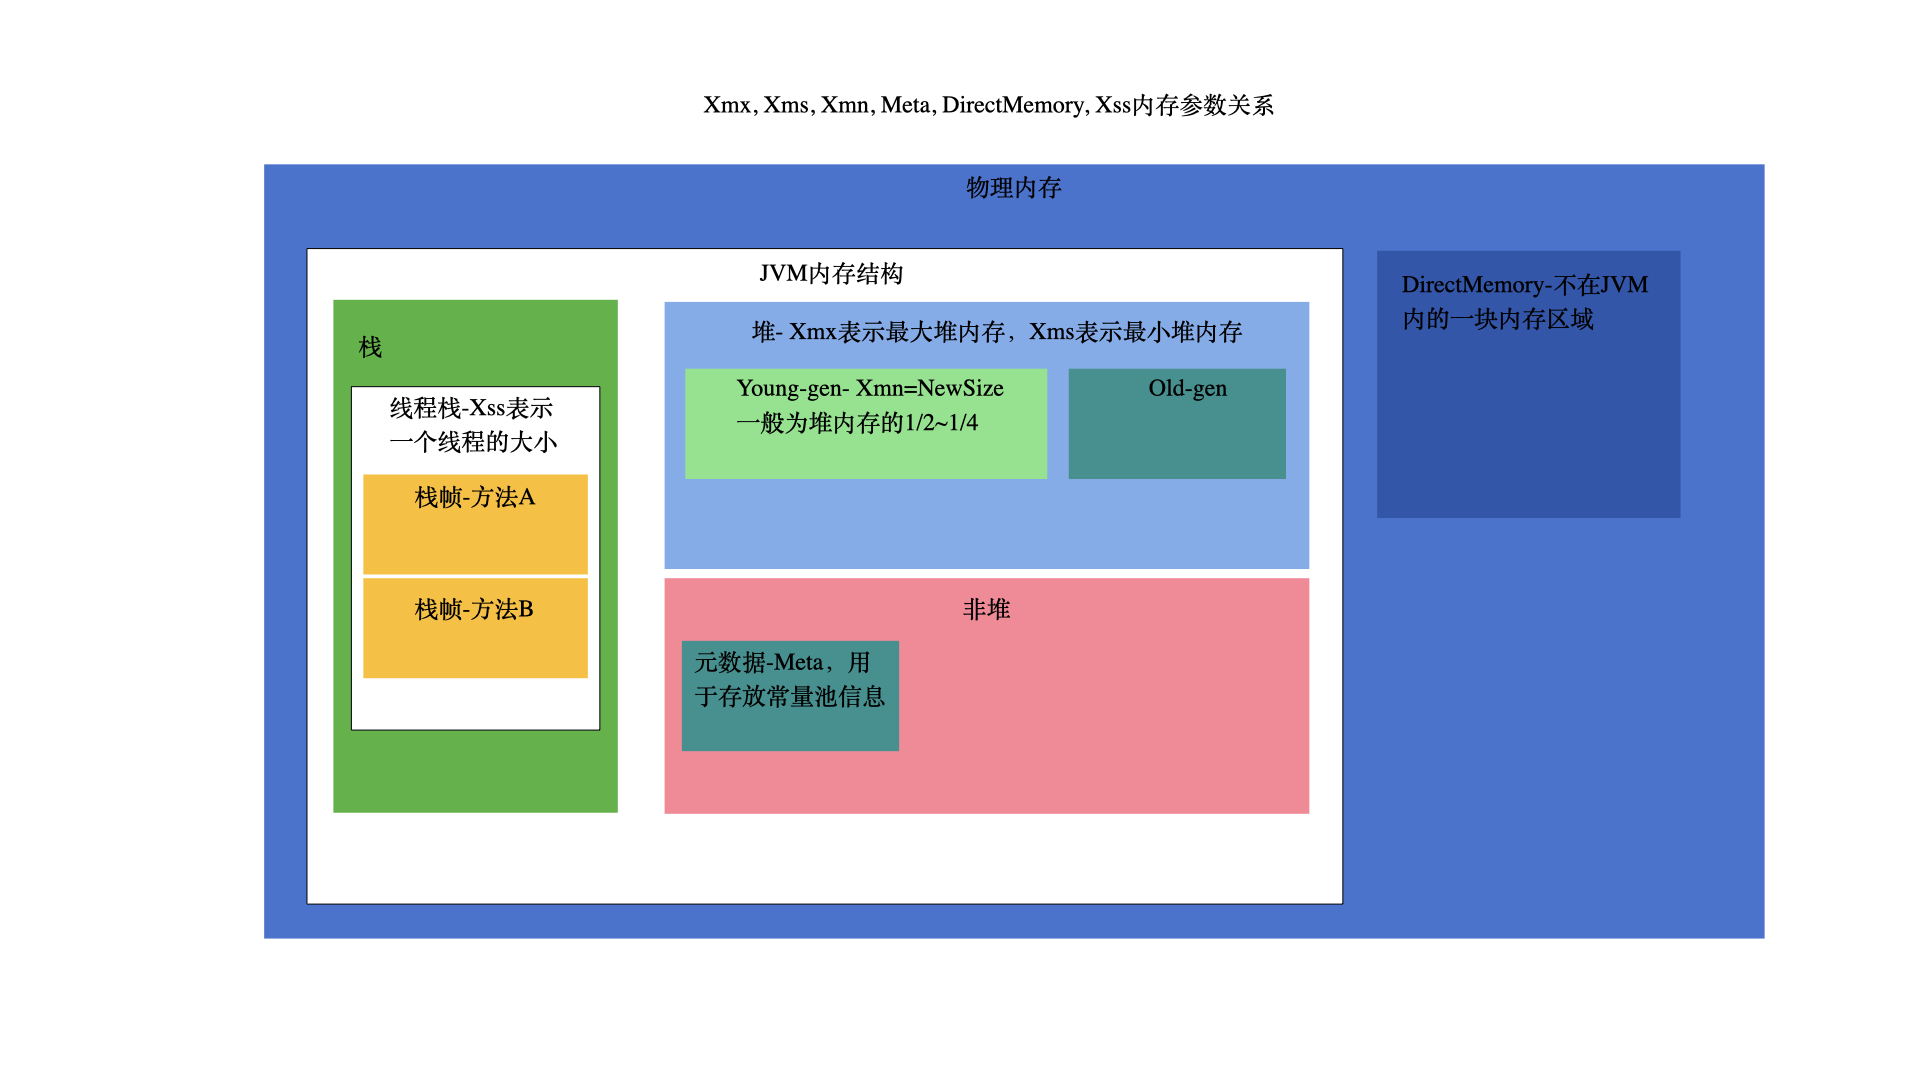 Xmx, Xms, Xmn, Meta, DirectMemory, Xss内存参数关系
物理内存
JVM内存结构
栈
线程栈-Xss表示
一个线程的大小
栈帧-方法A
栈帧-方法B
堆- Xmx表示最大堆内存，Xms表示最小堆内存
Young-gen- Xmn=NewSize
一般为堆内存的1/2~1/4
Old-gen
非堆
元数据-Meta，用
于存放常量池信息
DirectMemory-不在JVM
内的一块内存区域